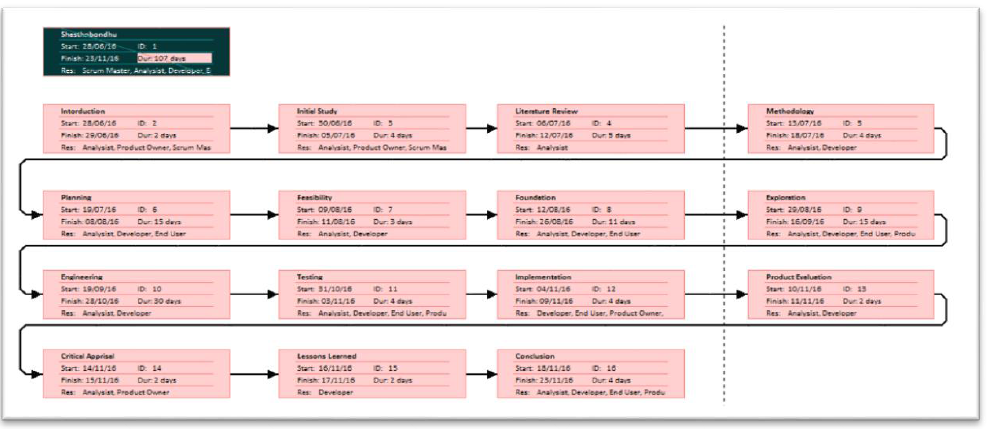 Shasthobondhu
Start: 28/06/16 ID: 1
Finish: 23/11/16 Dur: 107 days
Res: Scrum Master, Analysist, Developer, E
Intorduction
Start: 28/06/16 ID: 2
Finish: 29/06/16 Dur: 2 days
Res: Analysist, Product Owner, Scrum Mas
Initial Study
Start: 30/06/16 ID: 3
Finish: 05/07/16 Dur: 4 days
Res: Analysist, Product Owner, Scrum Mas
Literature Review
Start: 06/07/16 ID: 4
Finish: 12/07/16 Dur: 5 days
Res: Analysist
Methodology
Start: 13/07/16 ID: 5
Finish: 18/07/16 Dur: 4 days
Res: Analysist, Developer
Planning
Start: 19/07/16 ID: 6
Finish: 08/08/16 Dur: 15 days
Res: Analysist, Developer, End User
Feasibility
Start: 09/08/16 ID: 7
Finish: 11/08/16 Dur: 3 days
Res: Analysist, Developer
Foundation
Start: 12/08/16 ID: 8
Finish: 26/08/16 Dur: 11 days
Res: Analysist, Developer, End User
Exploration
Start: 29/08/16 ID: 9
Finish: 16/09/16 Dur: 15 days
Res: Analysist, Developer, End User, Produ
Engineering
Start: 19/09/16 ID: 10
Finish: 28/10/16 Dur: 30 days
Res: Analysist, Developer
Testing
Start: 31/10/16 ID: 11
Finish: 03/11/16 Dur: 4 days
Res: Analysist, Developer, End User, Produ
Implementation
Start: 04/11/16 ID: 12
Finish: 09/11/16 Dur: 4 days
Res: Developer, End User, Product Owner,
Product Evaluation
Start: 10/11/16 ID: 13
Finish: 11/11/16 Dur: 2 days
Res: Analysist, Developer
Critical Apprisal
Start: 14/11/16 ID: 14
Finish: 15/11/16 Dur: 2 days
Res: Analysist, Product Owner
Lessons Learned
Start: 16/11/16 ID: 15
Finish: 17/11/16 Dur: 2 days
Res: Developer
Conclusion
Start: 18/11/16 ID: 16
Finish: 23/11/16 Dur: 4 days
Res: Analysist, Developer, End User, Produ